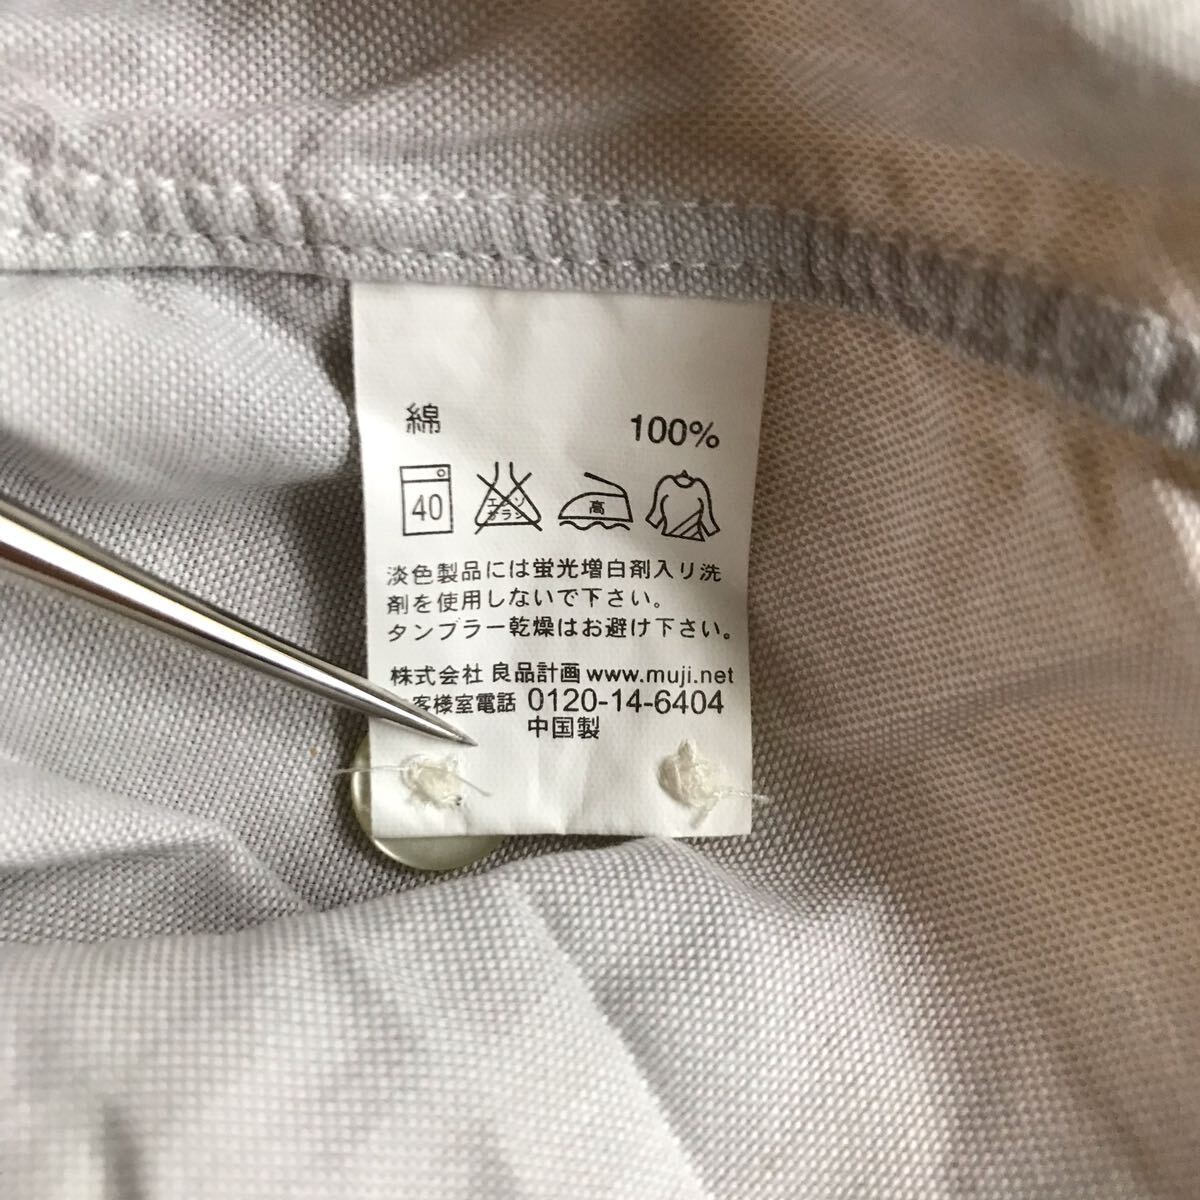 綿 100%
40 エンソ サラシ 高
淡色製品には蛍光増白剤入り洗
剤を使用しないで下さい。
タンブラー乾燥はお避け下さい。
株式会社 良品計画 www.muji.net
客様室電話 0120-14-6404
中国製